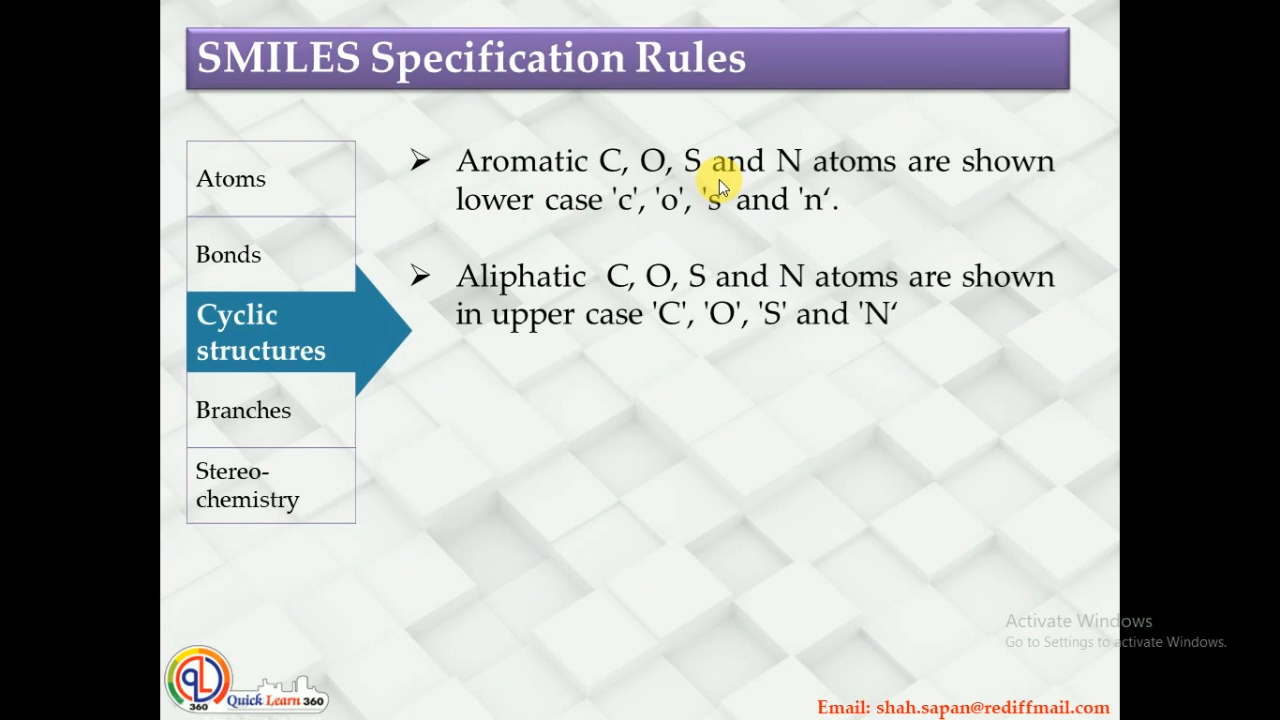 SMILES Specification Rules
Atoms
Bonds
Cyclic
structures
Branches
Stereo-
chemistry
➢ Aromatic C, O, S and N atoms are shown
lower case 'c', 'o', 's' and 'n‘.
➢ Aliphatic C, O, S and N atoms are shown
in upper case 'C', 'O', 'S' and 'N‘
Activate Windows
Go to Settings to activate Windows.
QL
360
Quick Learn 360
Email: shah.sapan@rediffmail.com